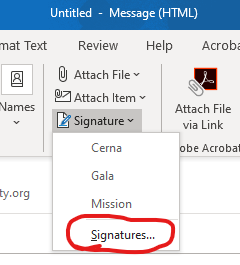 Untitled - Message (HTML)
mat Text Review Help Acroba
Names
Attach File
Attach Item
Signature
Attach File
via Link
Cerna
Gala
Mission
Signatures...
be Acrobat
ty.org